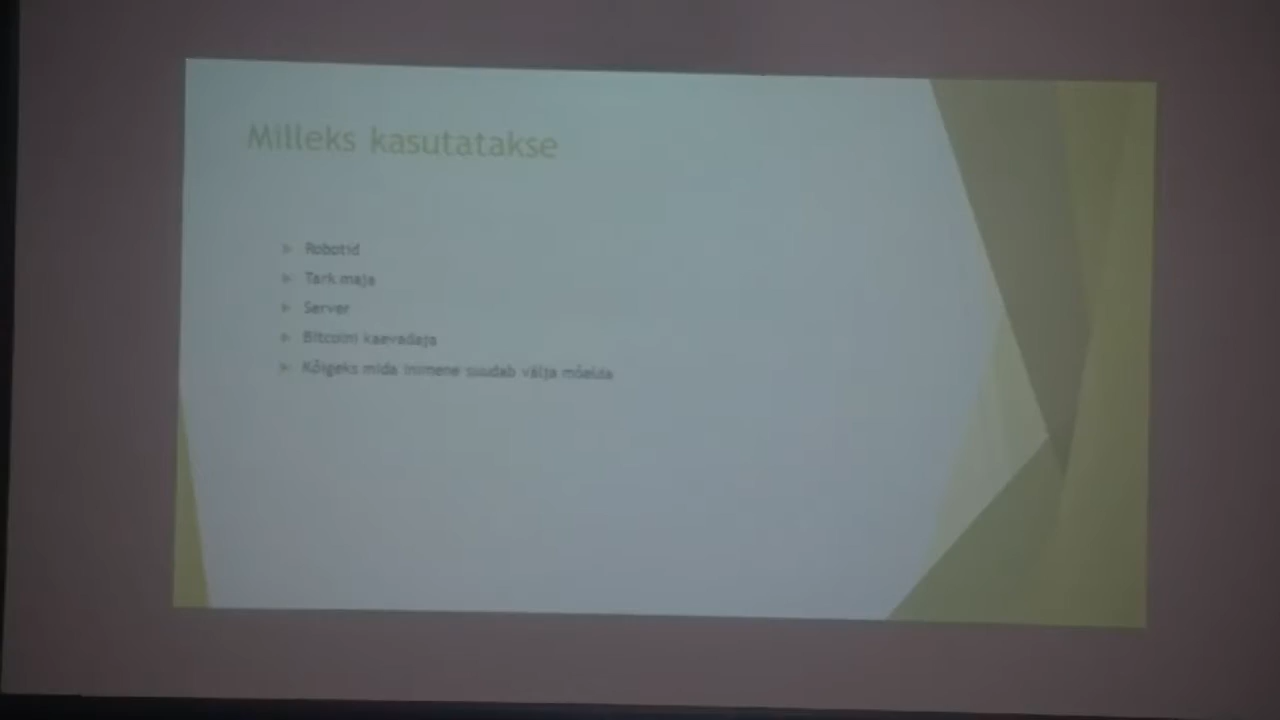 Milleks kasutatakse
Robotid
Tark maja
Server
Bitcoini kaevadaja
Kõigeks mida inimene suudab välja mõelda